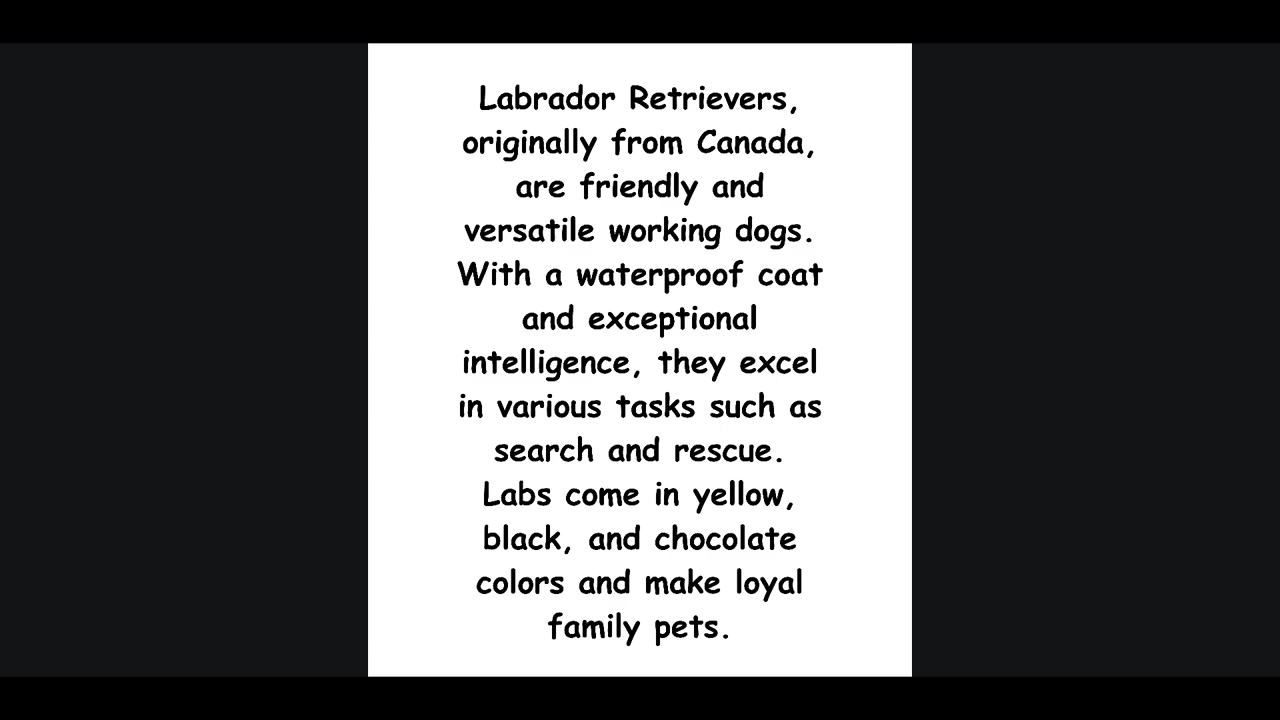 Labrador Retrievers,
originally from Canada,
are friendly and
versatile working dogs.
With a waterproof coat
and exceptional
intelligence, they excel
in various tasks such as
search and rescue.
Labs come in yellow,
black, and chocolate
colors and make loyal
family pets.